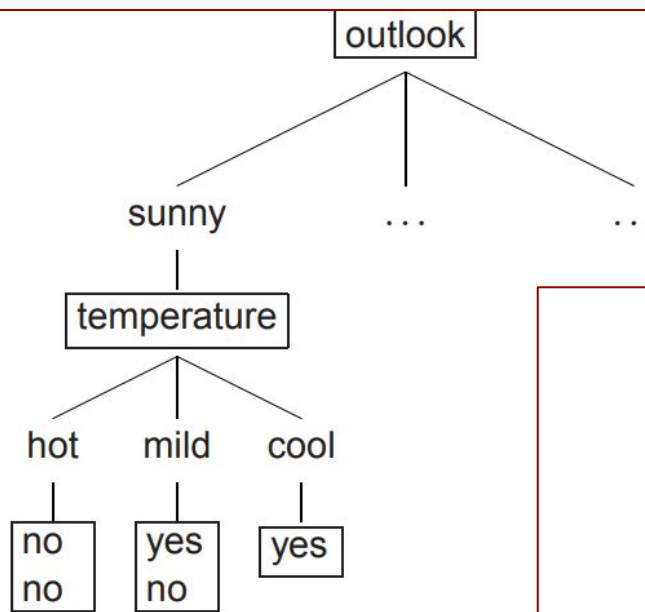 outlook
sunny ... ..
temperature
hot mild cool
no yes yes
no no